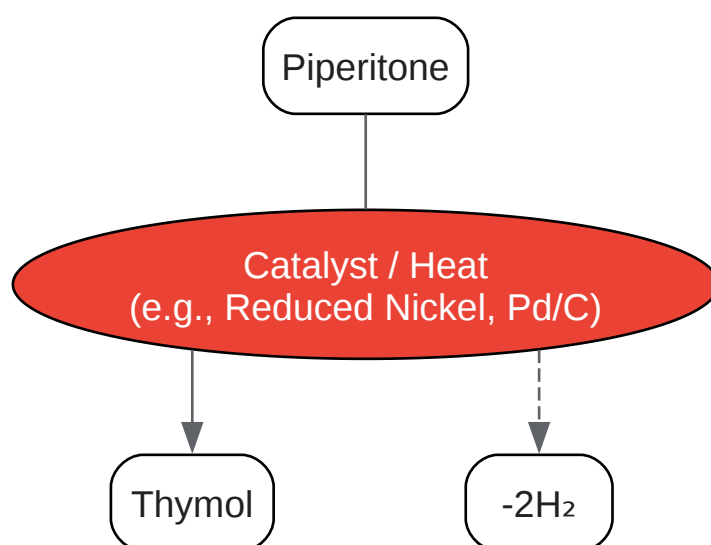 Piperitone
Catalyst / Heat
(e.g., Reduced Nickel, Pd/C)
Thymol
-2H₂